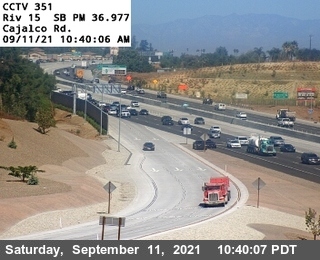 CCTV 351
Riv 15 SB PM 36.977
Cajalco Rd.
09/11/21 10:40:06 AM
Saturday, September 11, 2021 10:40:07 PDT